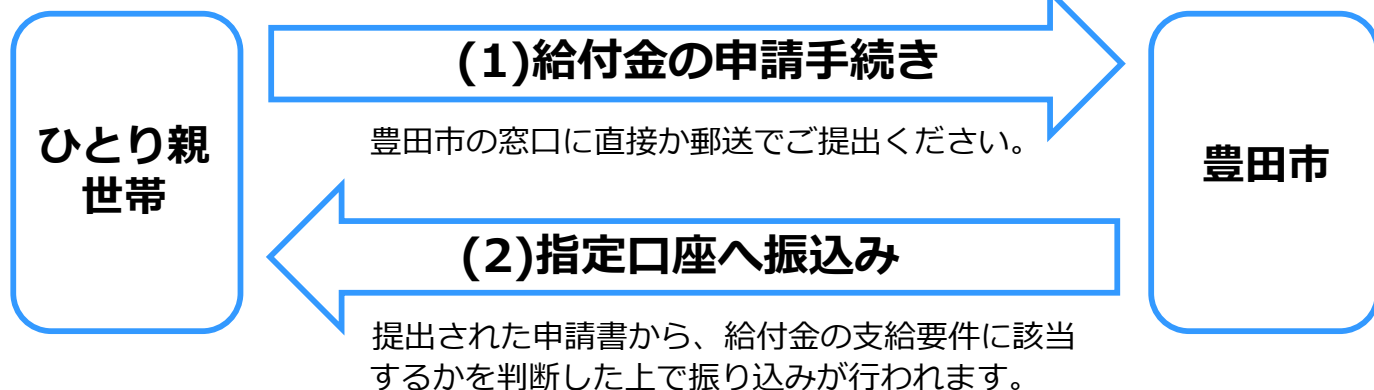 ひとり親
世帯
(1)給付金の申請手続き
豊田市の窓口に直接か郵送でご提出ください。
豊田市
(2)指定口座へ振込み
提出された申請書から、給付金の支給要件に該当
するかを判断した上で振り込みが行われます。